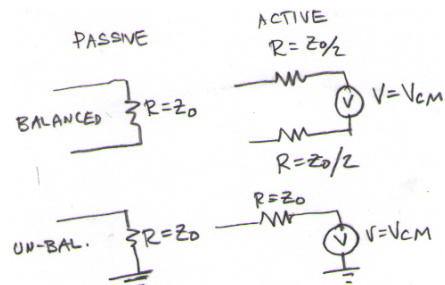 PASSIVE
ACTIVE
R=Z₀/2
BALANCED
R=Z₀
V
V=VCM
R=Z₀/2
UN-BAL.
R=Z₀
R=Z₀
V
V=VCM